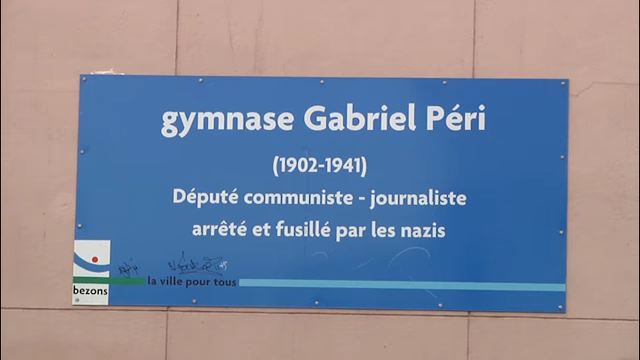 gymnase Gabriel Péri
(1902-1941)
Député communiste - journaliste
arrêté et fusillé par les nazis
bezons
la ville pour tous